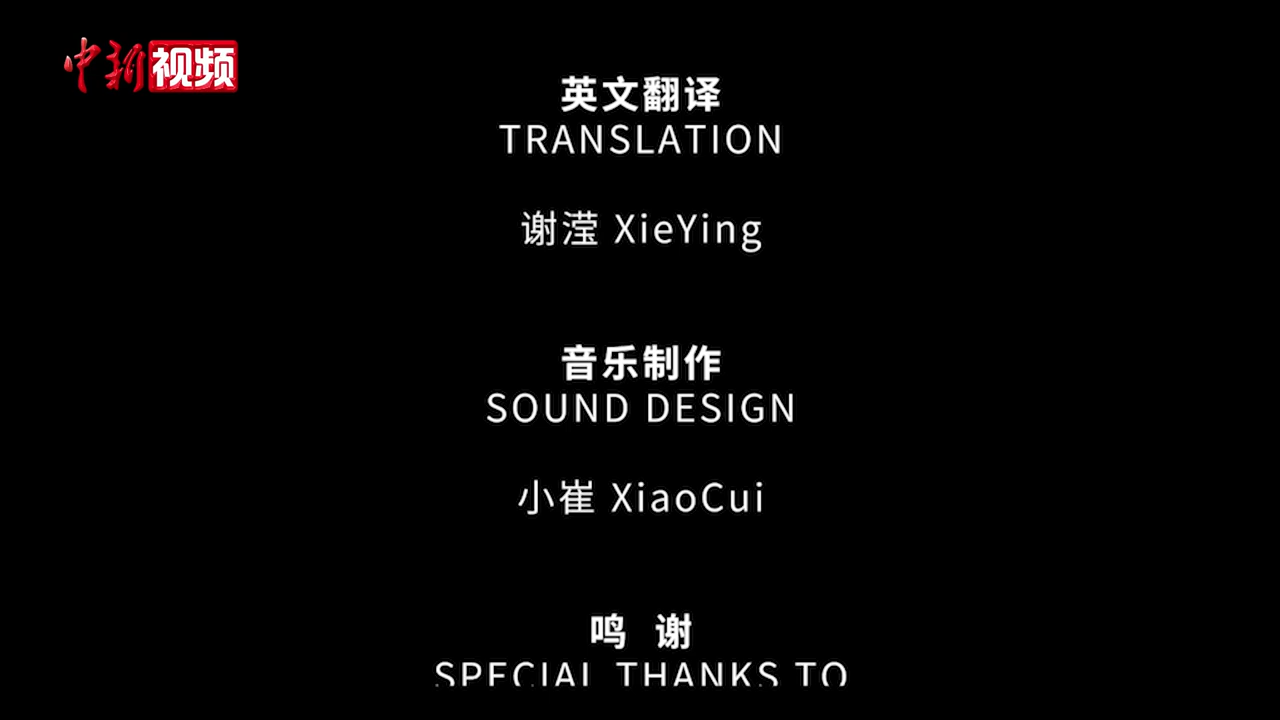 中新视频
英文翻译
TRANSLATION
谢滢 XieYing
音乐制作
SOUND DESIGN
小崔 XiaoCui
鸣 谢
SPECIAL THANKS TO